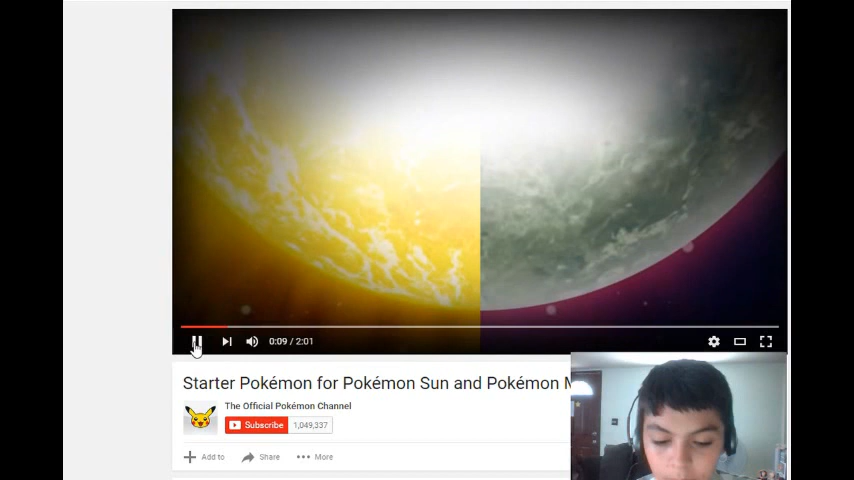 0:09 / 2:01
Starter Pokémon for Pokémon Sun and Pokémon
The Official Pokémon Channel
Subscribe 1,049,337
Add to Share More